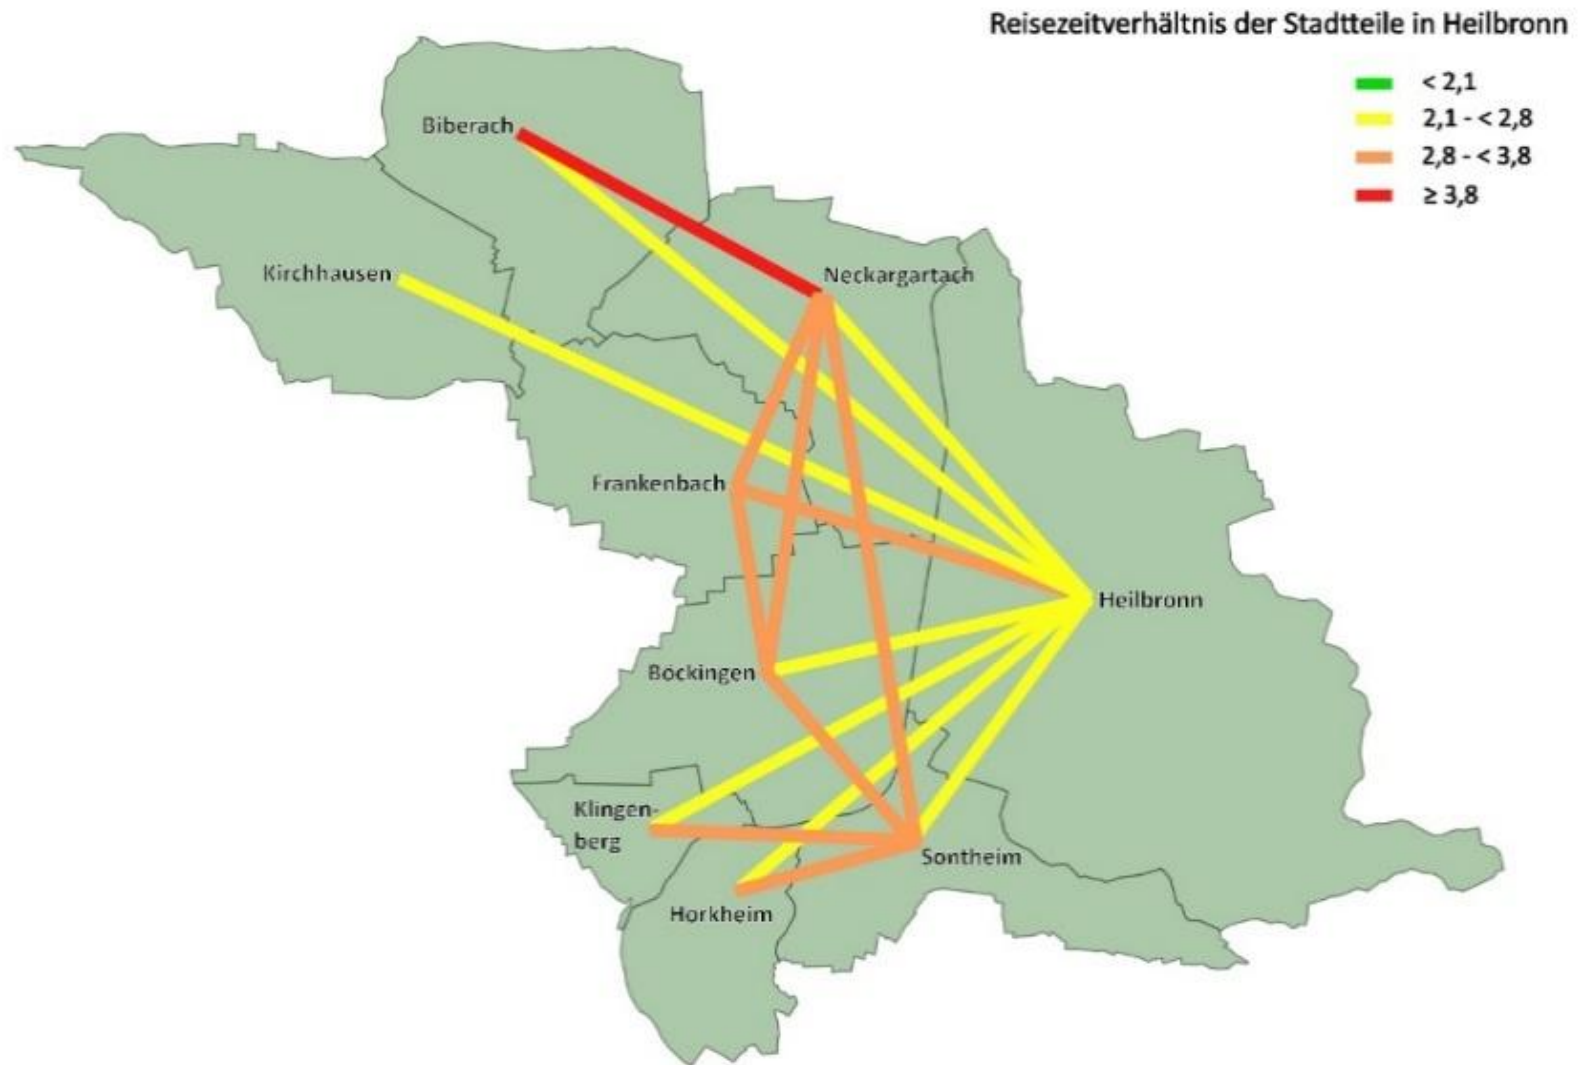 Reisezeitverhältnis der Stadtteile in Heilbronn
< 2,1
2,1 - < 2,8
2,8 - < 3,8
≥ 3,8
Biberach
Kirchhausen
Neckargartach
Frankenbach
Heilbronn
Böckingen
Klingen-
berg
Sontheim
Horkheim